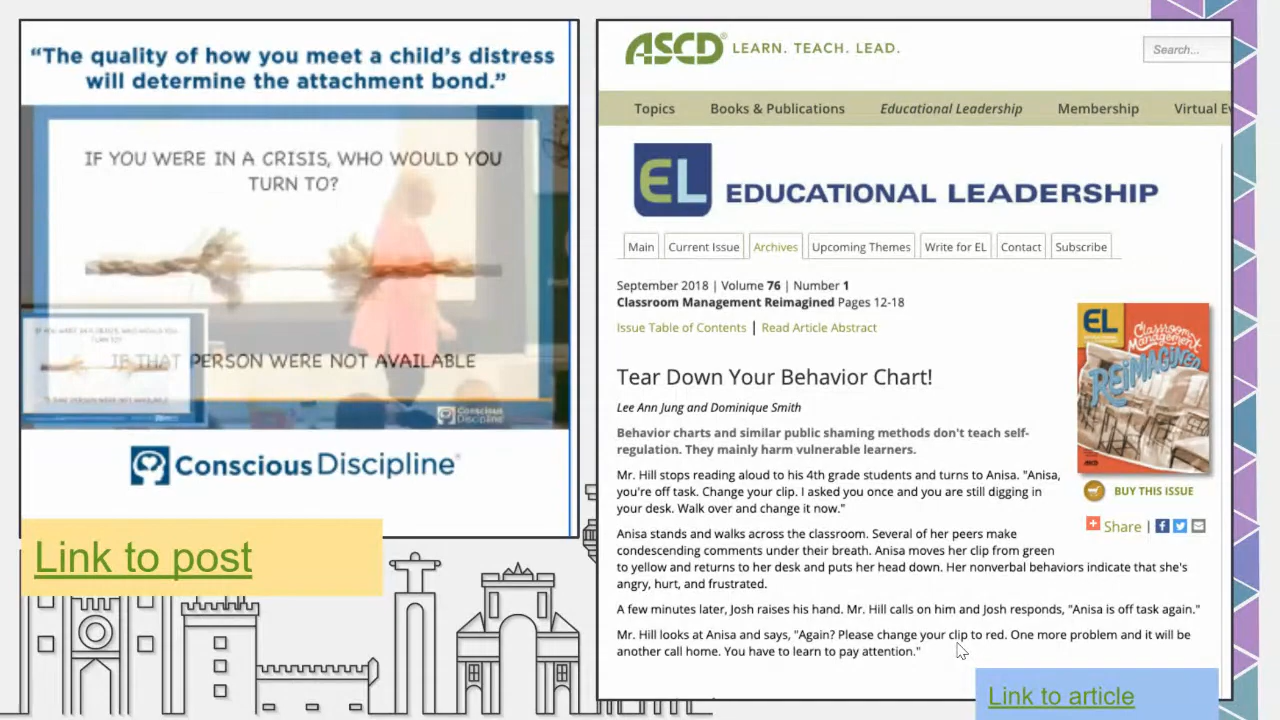 “The quality of how you meet a child’s distress
will determine the attachment bond.”
IF YOU WERE IN A CRISIS, WHO WOULD YOU
TURN TO?
IF THAT PERSON WERE NOT AVAILABLE
Conscious
Discipline
Conscious Discipline®
Link to post
ASCD® LEARN. TEACH. LEAD.
Search...
Topics Books & Publications Educational Leadership Membership Virtual Ev
EL EDUCATIONAL LEADERSHIP
Main Current Issue Archives Upcoming Themes Write for EL Contact Subscribe
September 2018 | Volume 76 | Number 1
Classroom Management Reimagined Pages 12-18
Issue Table of Contents | Read Article Abstract
EL
Classroom
Management
REIMAGINED
ASCD
Tear Down Your Behavior Chart!
Lee Ann Jung and Dominique Smith
Behavior charts and similar public shaming methods don't teach self-
regulation. They mainly harm vulnerable learners.
Mr. Hill stops reading aloud to his 4th grade students and turns to Anisa. "Anisa,
you're off task. Change your clip. I asked you once and you are still digging in
your desk. Walk over and change it now."
BUY THIS ISSUE
Share |
Anisa stands and walks across the classroom. Several of her peers make
condescending comments under their breath. Anisa moves her clip from green
to yellow and returns to her desk and puts her head down. Her nonverbal behaviors indicate that she's
angry, hurt, and frustrated.
A few minutes later, Josh raises his hand. Mr. Hill calls on him and Josh responds, "Anisa is off task again."
Mr. Hill looks at Anisa and says, "Again? Please change your clip to red. One more problem and it will be
another call home. You have to learn to pay attention."
Link to article